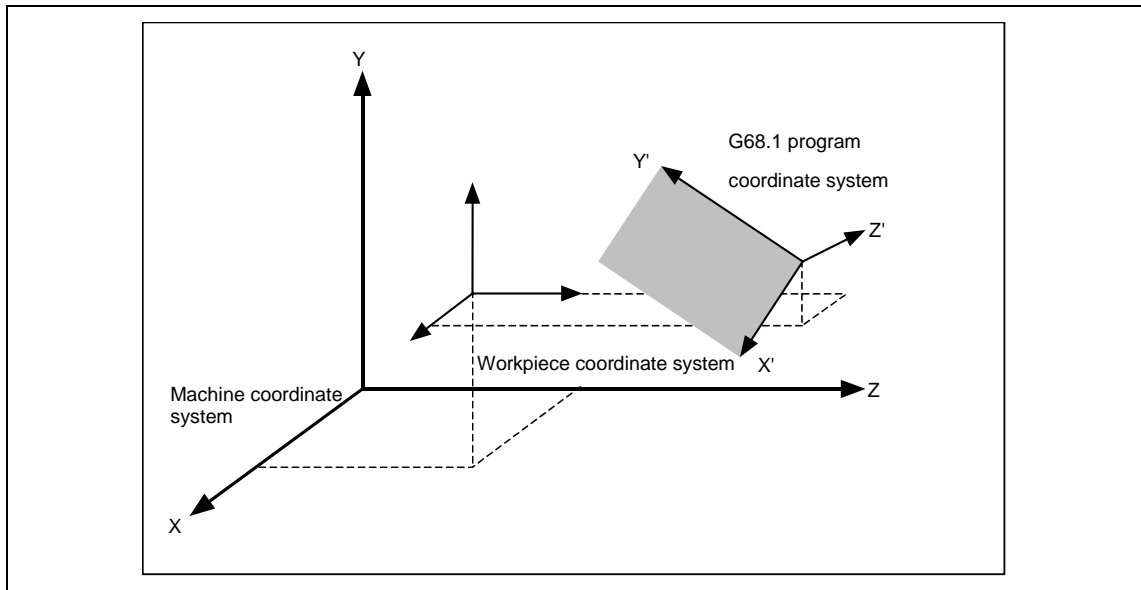 Y
G68.1 program
coordinate system
Y'
Z'
X'
Workpiece coordinate system
Machine coordinate
system
Z
X